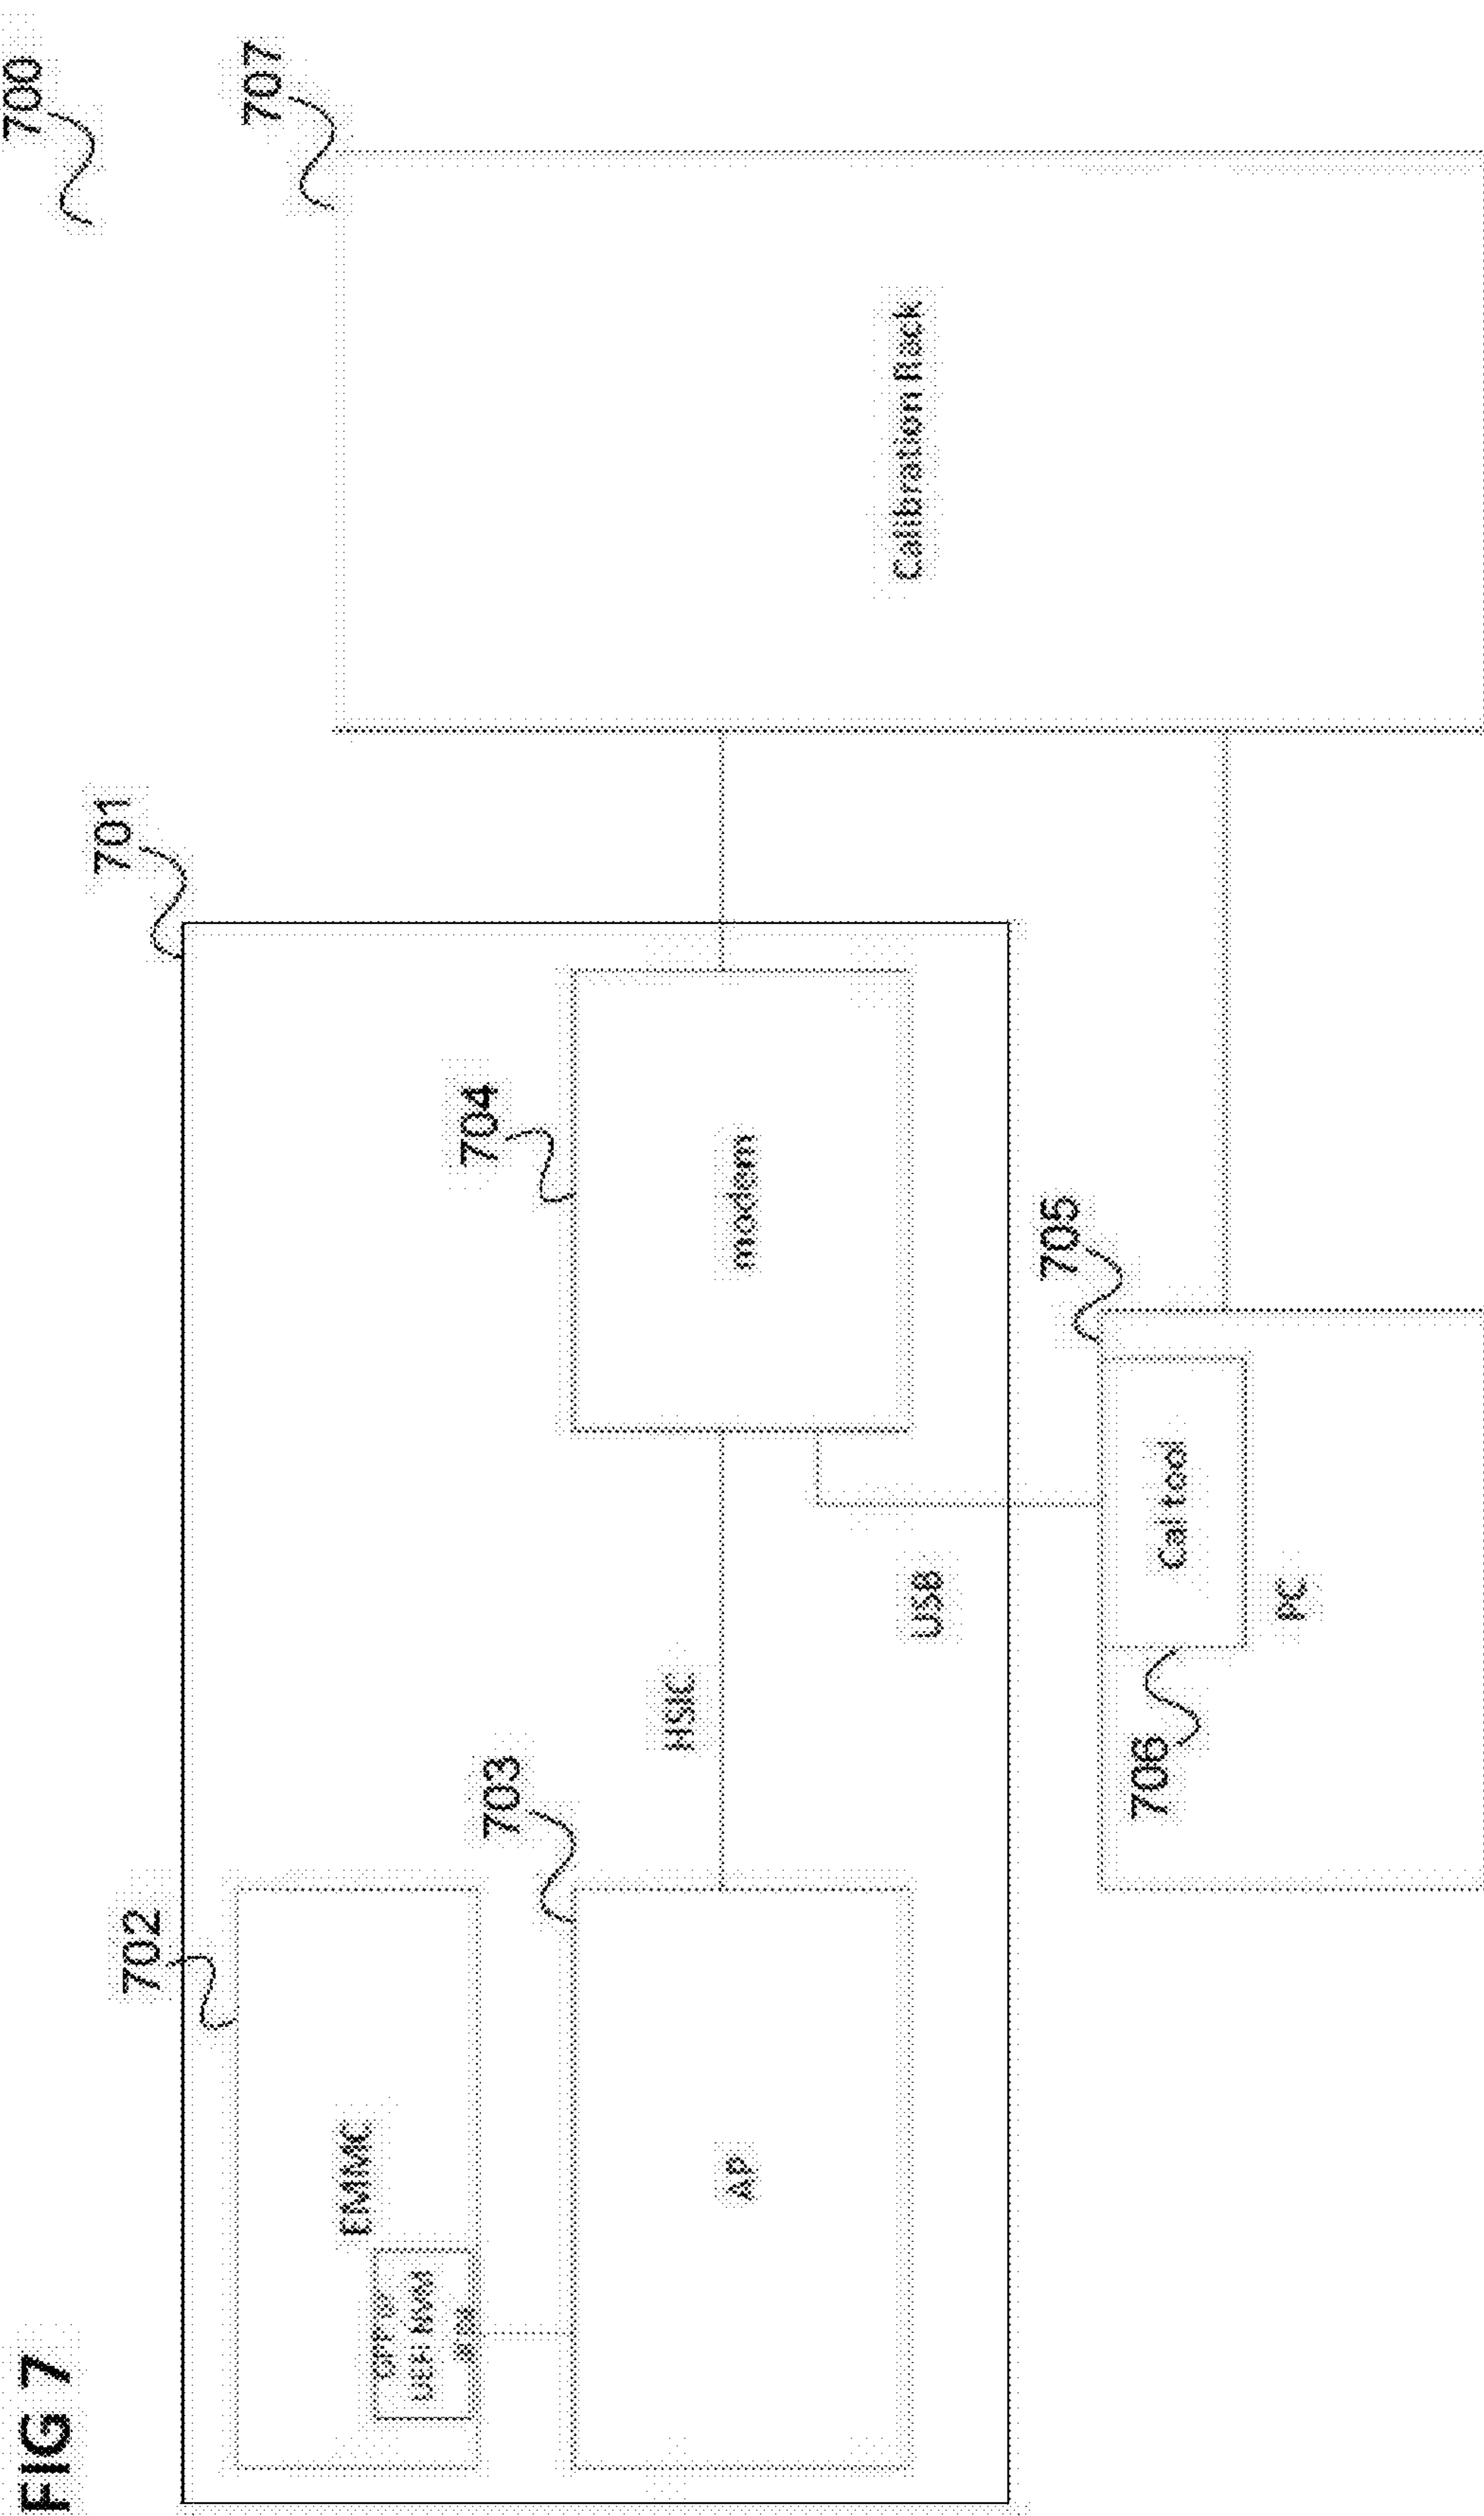 FIG 7
700
701
702
EMMC
703
AP
HSIC
704
modem
USB
705
Cal tool
706
PC
707
Calibration Rack